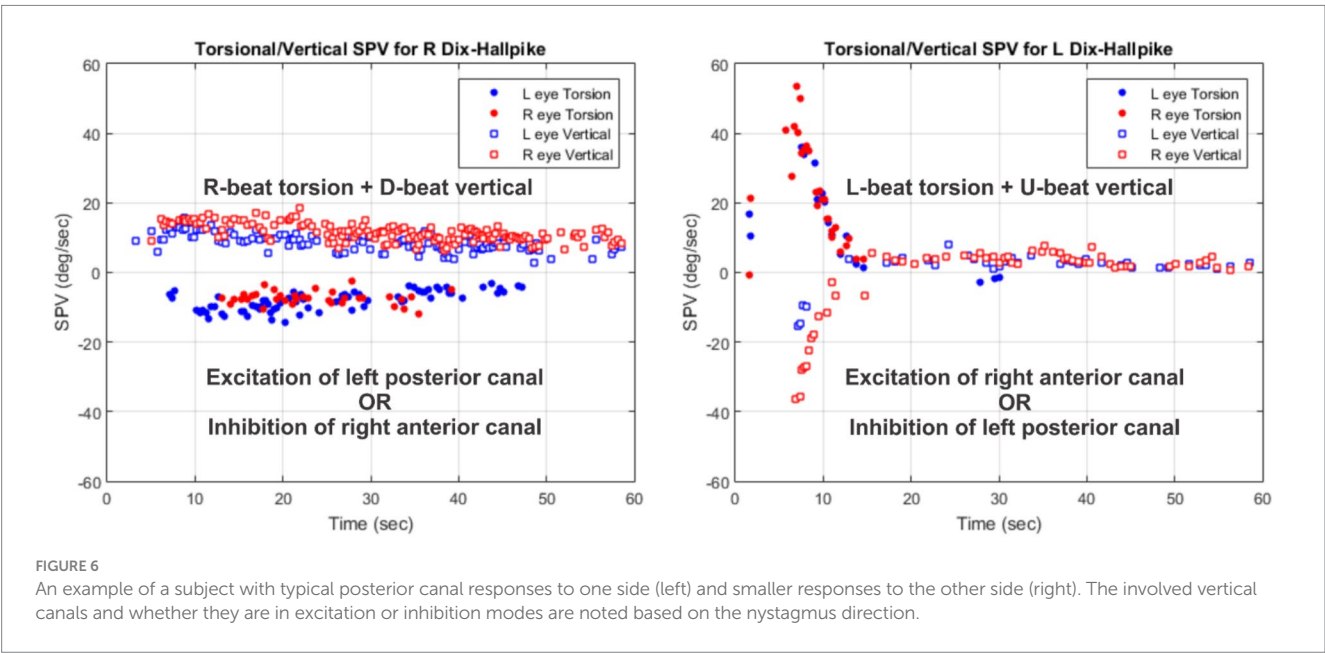 Torsional/Vertical SPV for R Dix-Hallpike
60
40
20
0
-20
-40
-60
SPV (deg/sec)
L eye Torsion
R eye Torsion
L eye Vertical
R eye Vertical
R-beat torsion + D-beat vertical
Excitation of left posterior canal
OR
Inhibition of right anterior canal
0 10 20 30 40 50 60
Time (sec)
Torsional/Vertical SPV for L Dix-Hallpike
60
40
20
0
-20
-40
-60
SPV (deg/sec)
L eye Torsion
R eye Torsion
L eye Vertical
R eye Vertical
L-beat torsion + U-beat vertical
Excitation of right anterior canal
OR
Inhibition of left posterior canal
0 10 20 30 40 50 60
Time (sec)
FIGURE 6
An example of a subject with typical posterior canal responses to one side (left) and smaller responses to the other side (right). The involved vertical
canals and whether they are in excitation or inhibition modes are noted based on the nystagmus direction.